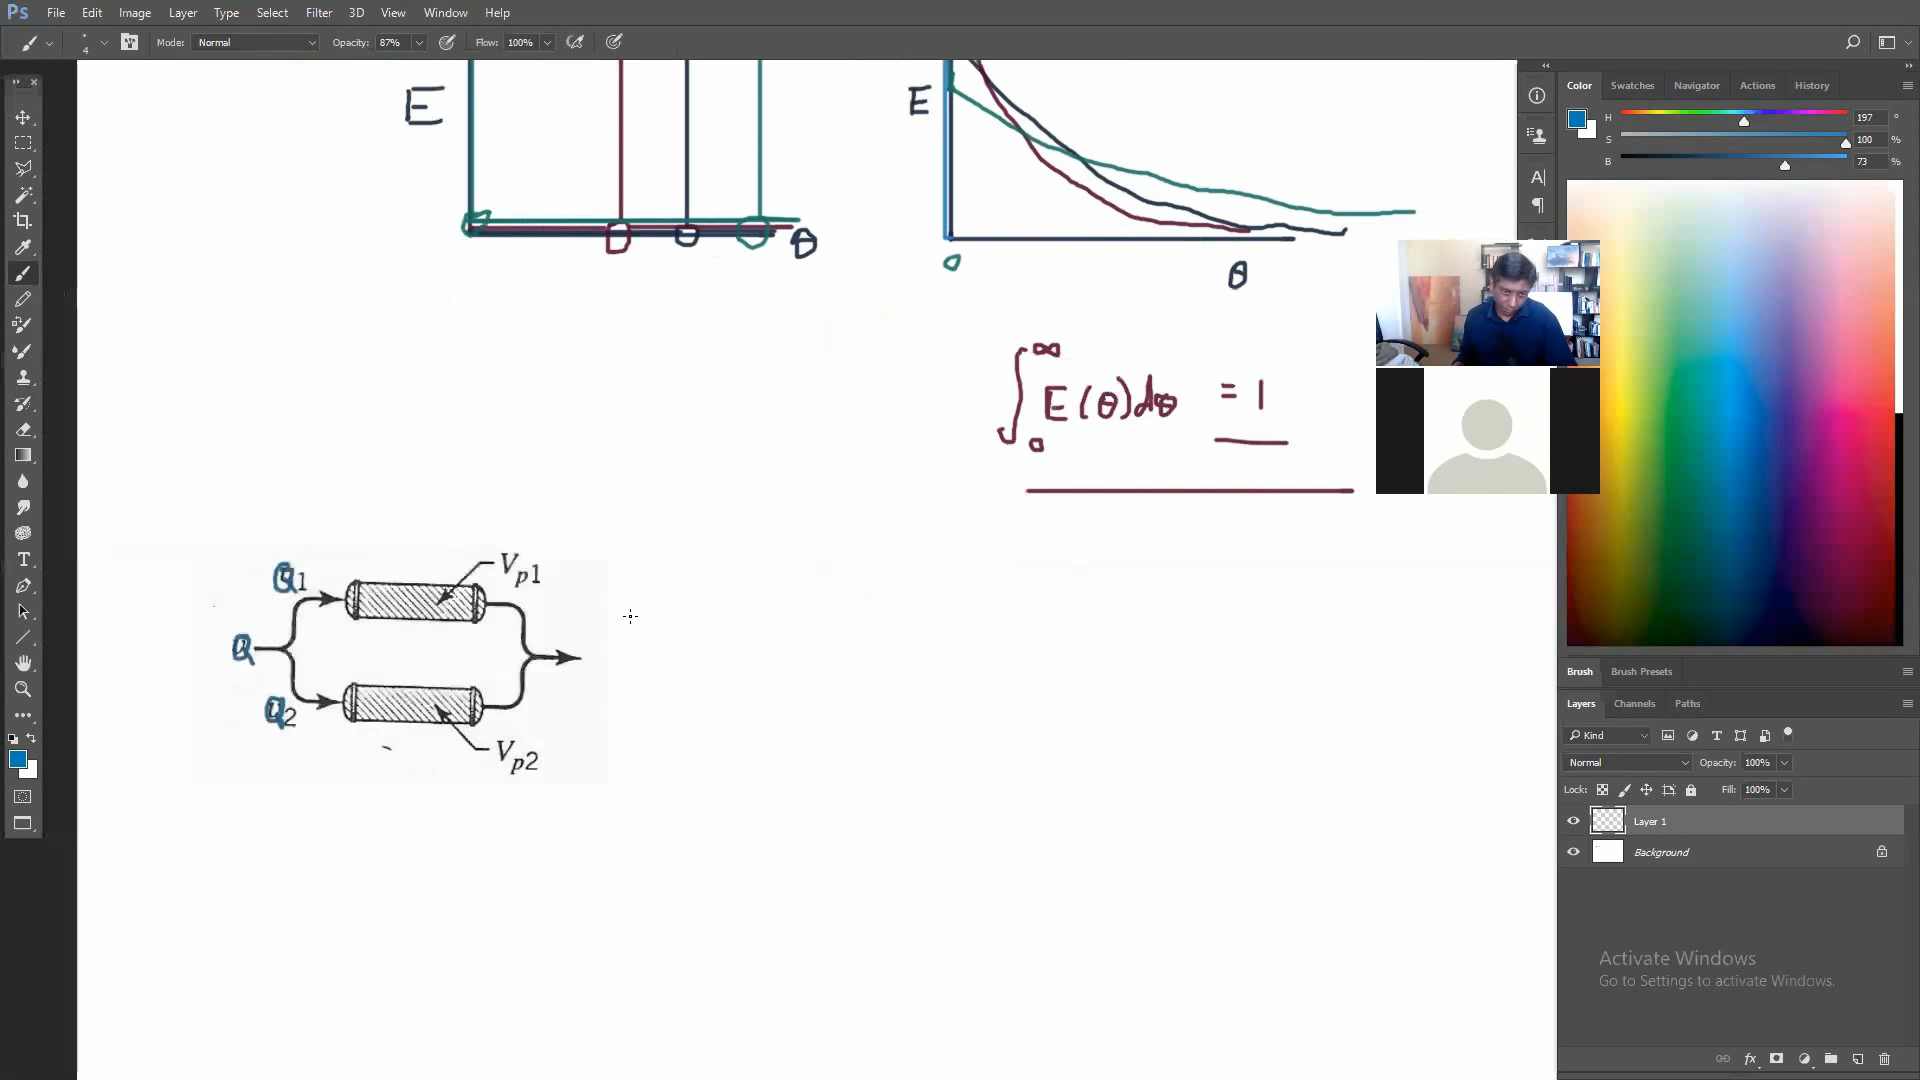 Ps File Edit Image Layer Type Select Filter 3D View Window Help
4 Mode: Normal Opacity: 87% Flow: 100%
Color Swatches Navigator Actions History
H 197 °
S 100 %
B 73 %
E
θ
E
0
θ
∫₀^∞ E(θ)dθ = 1
Vp1
Q1
Q
Q2
Vp2
Brush Brush Presets
Layers Channels Paths
Kind
Normal Opacity: 100%
Lock: Fill: 100%
Layer 1
Background
Activate Windows
Go to Settings to activate Windows.